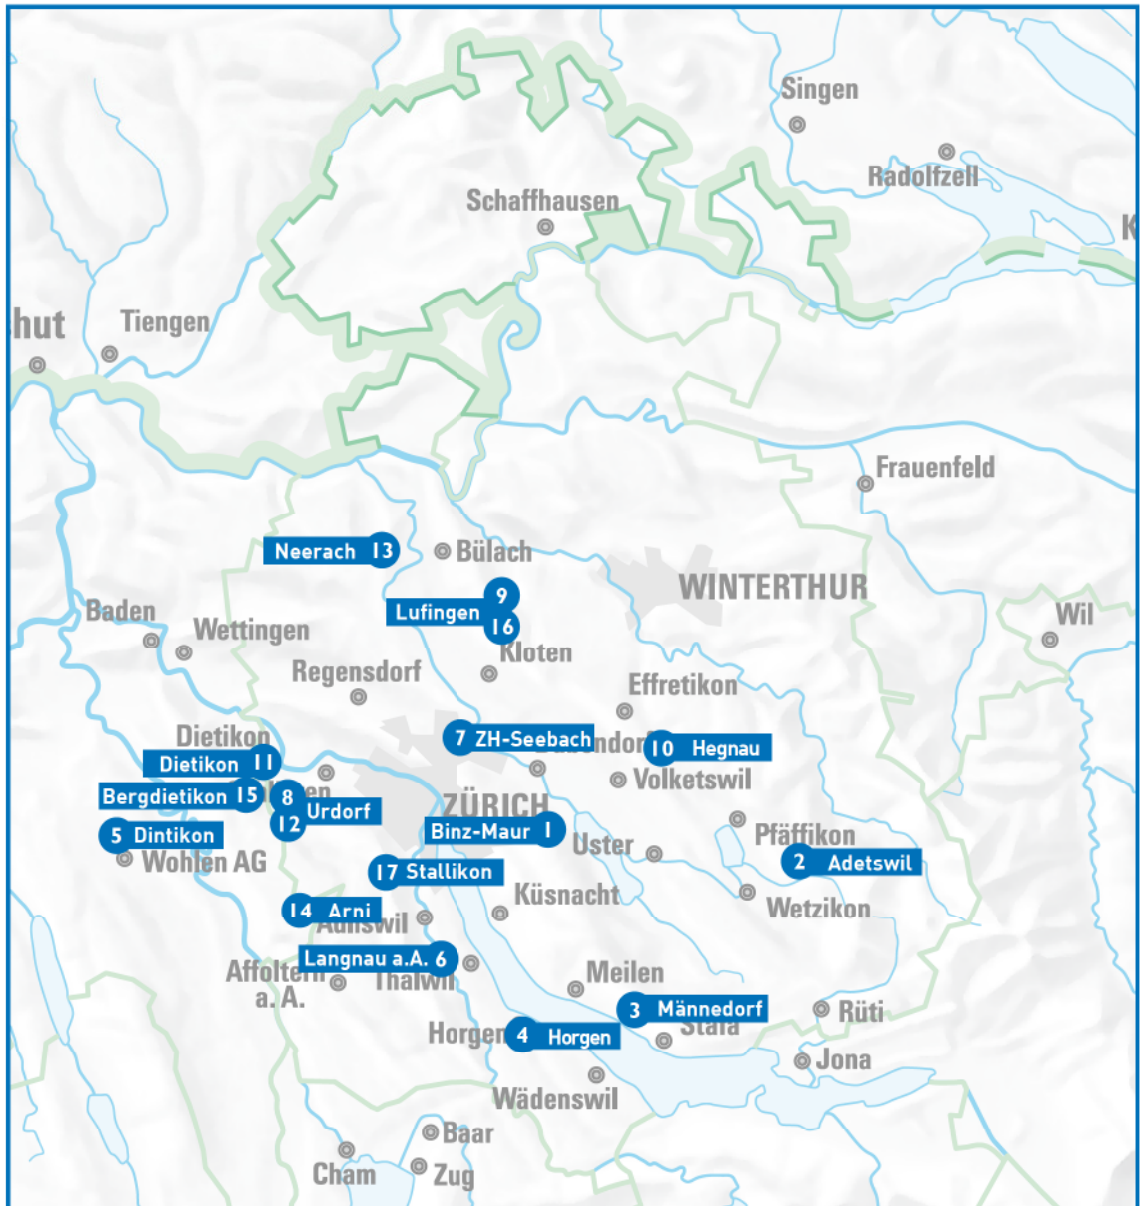 Singen
Radolfzell
Schaffhausen
K
hut
Tiengen
Frauenfeld
Neerach 13
Bülach
WINTERTHUR
9
Lufingen
16
Baden
Wettingen
Wil
Kloten
Regensdorf
Effretikon
Dietikon
7 ZH-Seebach
10 Hegnau
Dietikon 11
Volketswil
Bergdietikon 15
8
Urdorf
12
ZÜRICH
Binz-Maur 1
5 Dintikon
Wohlen AG
Uster
Pfäffikon
2 Adetswil
17 Stallikon
Küsnacht
Wetzikon
14 Arni
Langnau a.A. 6
Affoltern
a. A.
Thalwil
Meilen
3 Männedorf
Stäfa
Rüti
Horgen
4 Horgen
Jona
Wädenswil
Baar
Cham
Zug